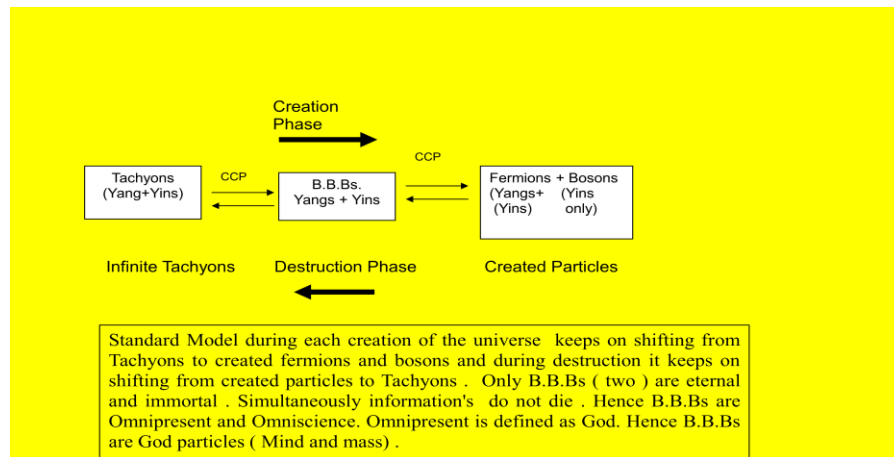 Creation
Phase
CCP
CCP
Tachyons
(Yang+Yins)
B.B.Bs.
Yangs + Yins
Fermions + Bosons
(Yangs+ (Yins
(Yins) only)
Infinite Tachyons
Destruction Phase
Created Particles
Standard Model during each creation of the universe keeps on shifting from
Tachyons to created fermions and bosons and during destruction it keeps on
shifting from created particles to Tachyons . Only B.B.Bs ( two ) are eternal
and immortal . Simultaneously information's do not die . Hence B.B.Bs are
Omnipresent and Omniscience. Omnipresent is defined as God. Hence B.B.Bs
are God particles ( Mind and mass) .